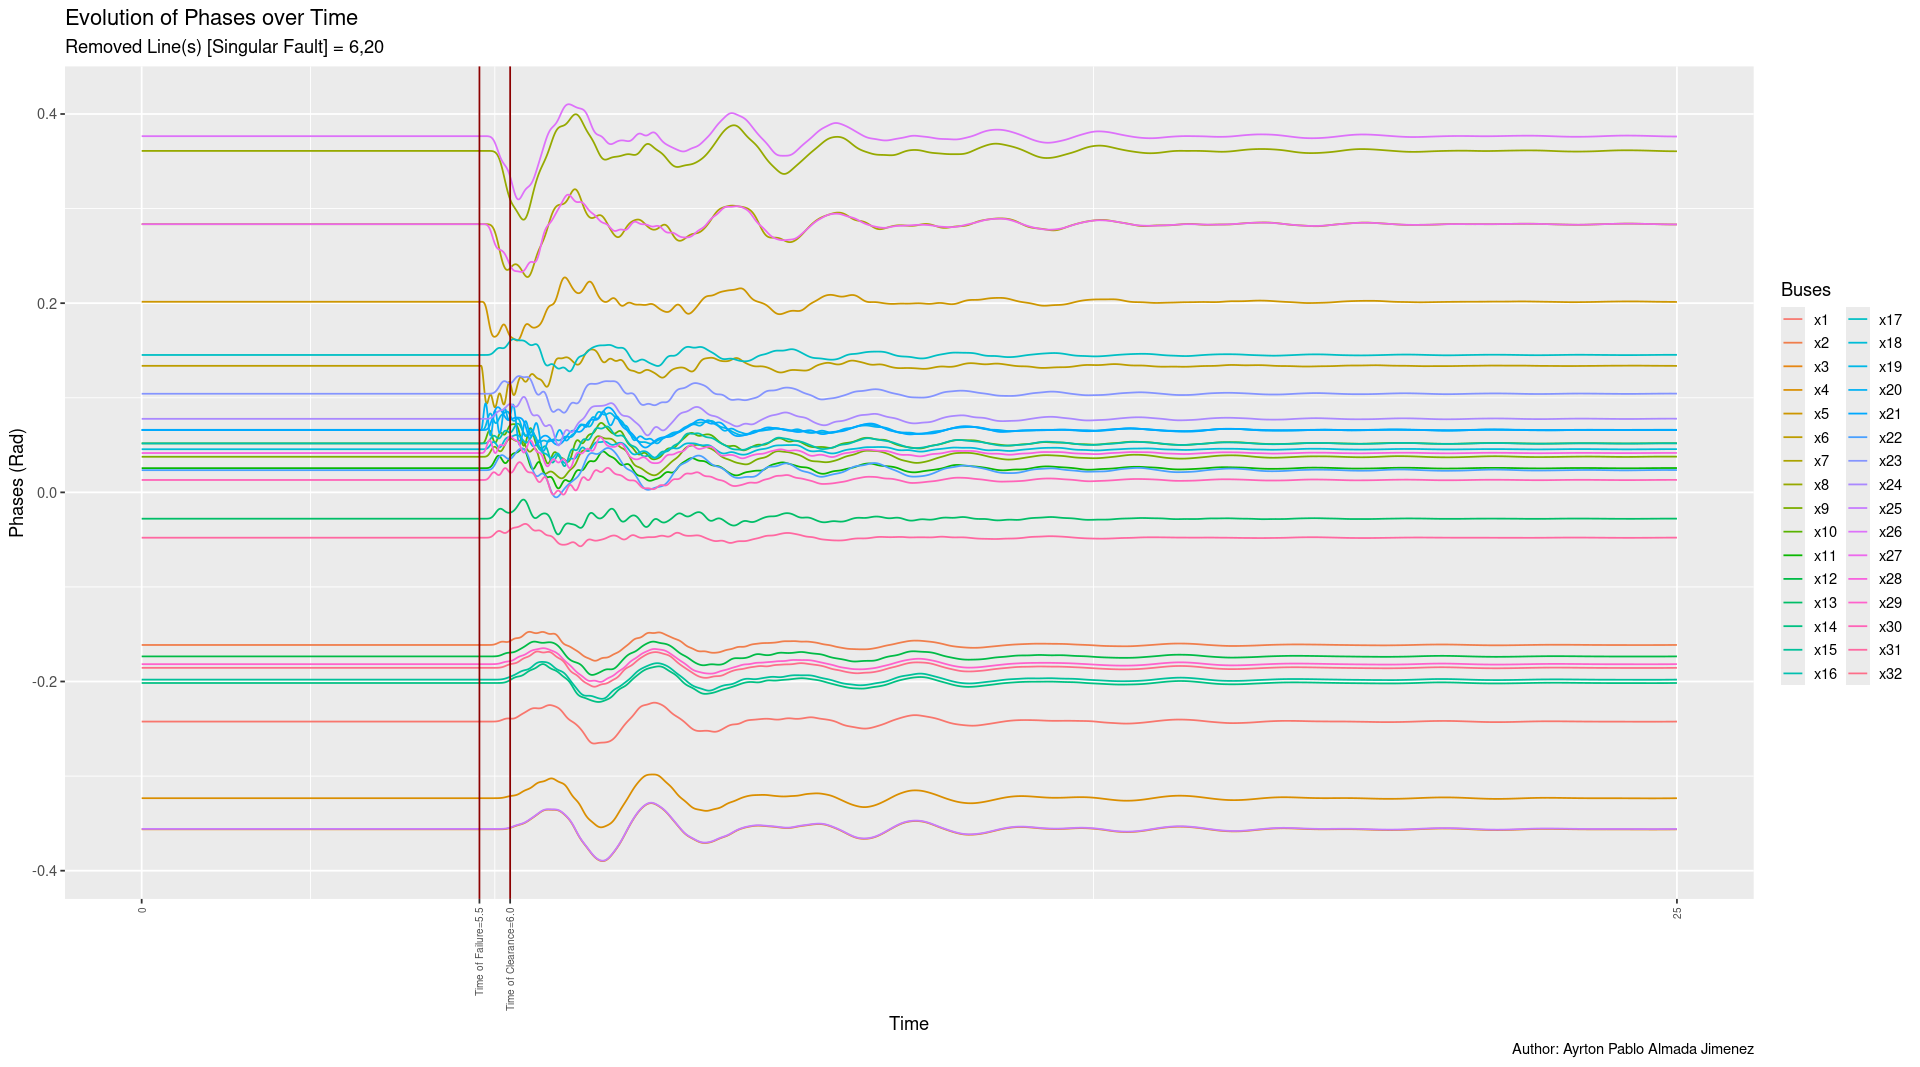 Evolution of Phases over Time
Removed Line(s) [Singular Fault] = 6,20
Phases (Rad)
0.4
0.2
0.0
-0.2
-0.4
0
Time of Failure=5.5
Time of Clearance=6.0
25
Time
Buses
x1 x17
x2 x18
x3 x19
x4 x20
x5 x21
x6 x22
x7 x23
x8 x24
x9 x25
x10 x26
x11 x27
x12 x28
x13 x29
x14 x30
x15 x31
x16 x32
Author: Ayrton Pablo Almada Jimenez